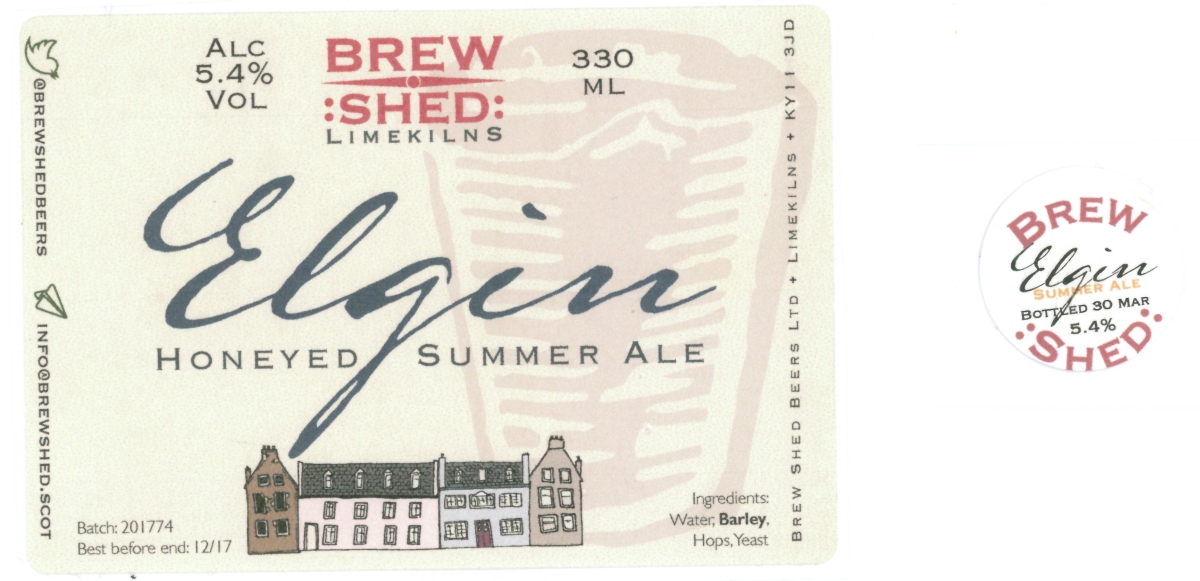 ALC
5.4%
VOL
BREW
:SHED:
LIMEKILNS
330
ML
@BREWSHEDBEERS
INFO@BREWSHED.SCOT
Elgin
HONEYED SUMMER ALE
Batch: 201774
Best before end: 12/17
Ingredients:
Water, Barley,
Hops, Yeast
BREW SHED BEERS LTD + LIMEKILNS + KY11 3JD
BREW
Elgin
SUMMER ALE
BOTTLED 30 MAR
5.4%
:SHED: